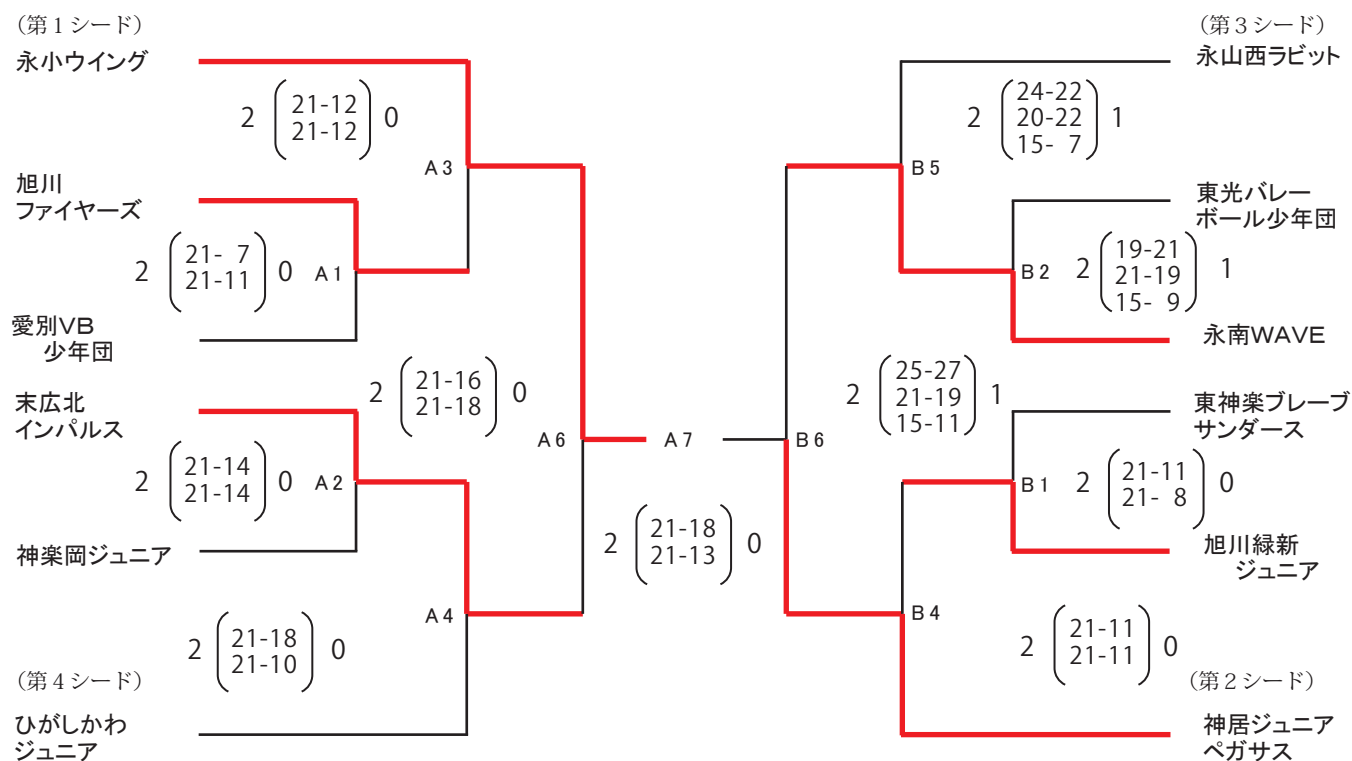 (第1シード)
永小ウイング
2 21-12 0
21-12
A3
旭川
ファイヤーズ
2 21- 7 0
21-11
A1
愛別VB
少年団
2 21-16 0
21-18
末広北
インパルス
A6
2 21-14 0
21-14
A2
神楽岡ジュニア
A4
2 21-18 0
21-10
(第4シード)
ひがしかわ
ジュニア
A7
2 21-18 0
21-13
(第3シード)
永山西ラビット
2 24-22 1
20-22
15- 7
B5
東光バレー
ボール少年団
2 19-21 1
21-19
15- 9
B2
永南WAVE
2 25-27 1
21-19
15-11
B6
東神楽ブレーブ
サンダース
B1
2 21-11 0
21- 8
旭川緑新
ジュニア
B4
2 21-11 0
21-11
(第2シード)
神居ジュニア
ペガサス